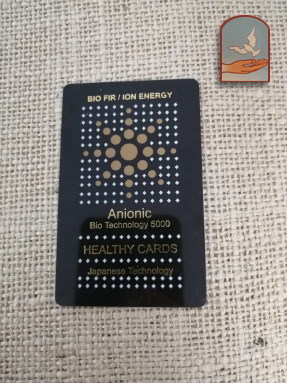 BIO FIR / ION ENERGY
Anionic
Bio Technology 5000
HEALTHY CARDS
Japanese Technology